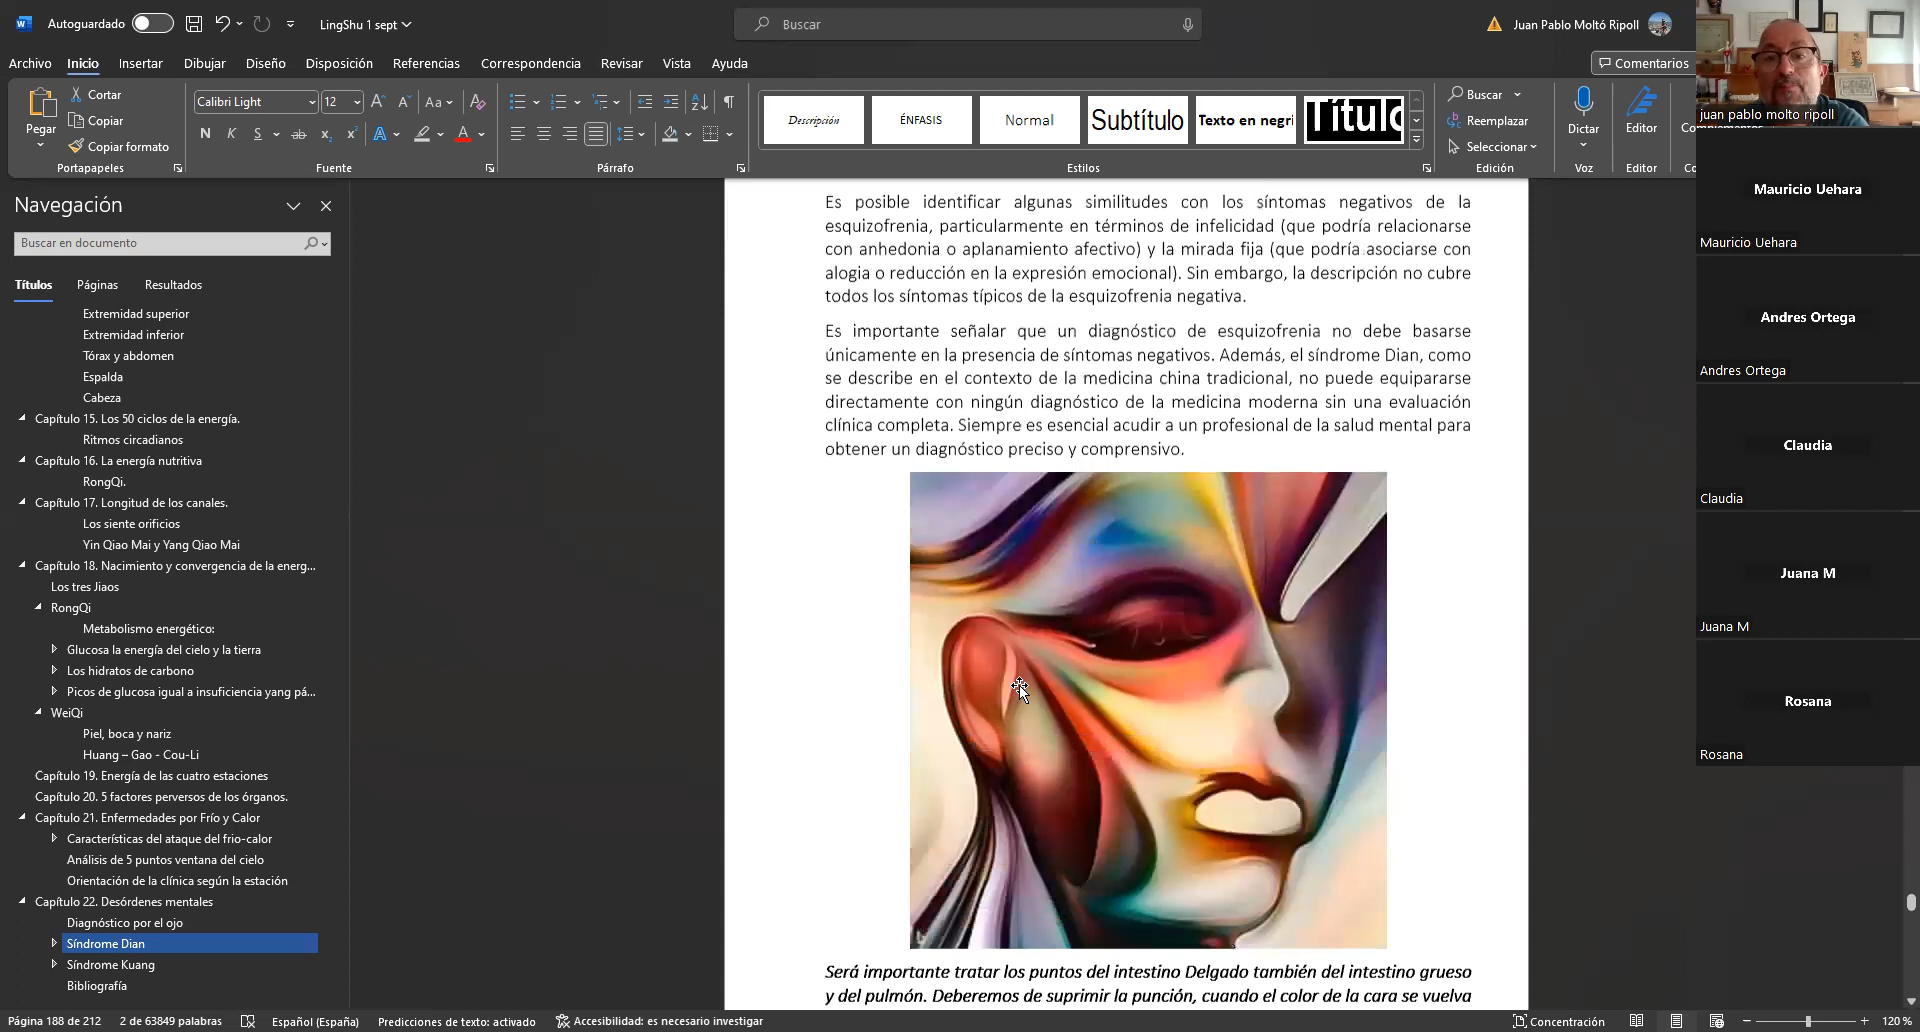 Autoguardado
LingShu 1 sept
Buscar
Juan Pablo Moltó Ripoll
Archivo Inicio Insertar Dibujar Diseño Disposición Referencias Correspondencia Revisar Vista Ayuda
Comentarios
Pegar
Cortar
Copiar
Copiar formato
Portapapeles
Calibri Light 12
Aa
N K S ab x₂ x² A A
Fuente
Párrafo
Descripción ÉNFASIS Normal Subtítulo Texto en negri Título
Estilos
Buscar
Reemplazar
Seleccionar
Edición
Dictar
Voz
Editor
Editor
juan pablo molto ripoll
Mauricio Uehara
Mauricio Uehara
Andres Ortega
Andres Ortega
Claudia
Claudia
Juana M
Juana M
Rosana
Rosana
Navegación
Buscar en documento
Títulos Páginas Resultados
Extremidad superior
Extremidad inferior
Tórax y abdomen
Espalda
Cabeza
Capítulo 15. Los 50 ciclos de la energía.
Ritmos circadianos
Capítulo 16. La energía nutritiva
RongQi.
Capítulo 17. Longitud de los canales.
Los siente orificios
Yin Qiao Mai y Yang Qiao Mai
Capítulo 18. Nacimiento y convergencia de la energ...
Los tres Jiaos
RongQi
Metabolismo energético:
Glucosa la energía del cielo y la tierra
Los hidratos de carbono
Picos de glucosa igual a insuficiencia yang pá...
WeiQi
Piel, boca y nariz
Huang – Gao - Cou-Li
Capítulo 19. Energía de las cuatro estaciones
Capítulo 20. 5 factores perversos de los órganos.
Capítulo 21. Enfermedades por Frío y Calor
Características del ataque del frio-calor
Análisis de 5 puntos ventana del cielo
Orientación de la clínica según la estación
Capítulo 22. Desórdenes mentales
Diagnóstico por el ojo
Síndrome Dian
Síndrome Kuang
Bibliografía
Es posible identificar algunas similitudes con los síntomas negativos de la
esquizofrenia, particularmente en términos de infelicidad (que podría relacionarse
con anhedonia o aplanamiento afectivo) y la mirada fija (que podría asociarse con
alogia o reducción en la expresión emocional). Sin embargo, la descripción no cubre
todos los síntomas típicos de la esquizofrenia negativa.
Es importante señalar que un diagnóstico de esquizofrenia no debe basarse
únicamente en la presencia de síntomas negativos. Además, el síndrome Dian, como
se describe en el contexto de la medicina china tradicional, no puede equipararse
directamente con ningún diagnóstico de la medicina moderna sin una evaluación
clínica completa. Siempre es esencial acudir a un profesional de la salud mental para
obtener un diagnóstico preciso y comprensivo.
Será importante tratar los puntos del intestino Delgado también del intestino grueso
y del pulmón. Deberemos de suprimir la punción, cuando el color de la cara se vuelva
Página 188 de 212 2 de 63849 palabras Español (España) Predicciones de texto: activado Accesibilidad: es necesario investigar
Concentración 120 %